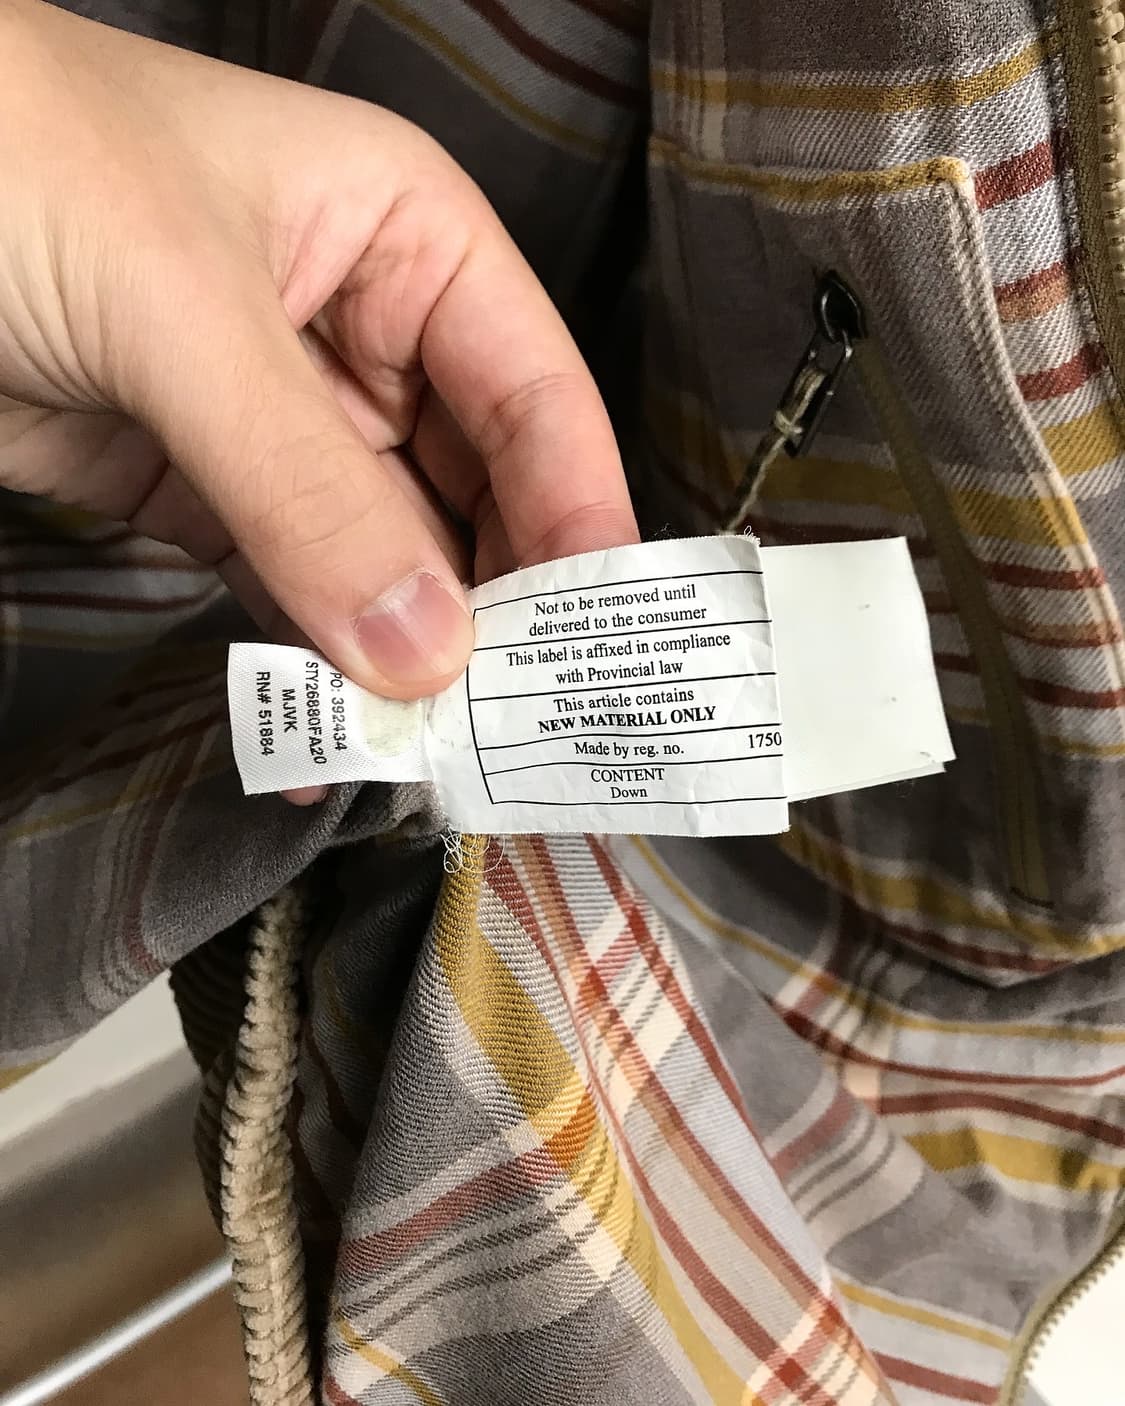 Not to be removed until
delivered to the consumer
This label is affixed in compliance
with Provincial law
This article contains
NEW MATERIAL ONLY
Made by reg. no. 1750
CONTENT
Down
PO: 392434
STY26880FA20
MJVK
RN# 51884